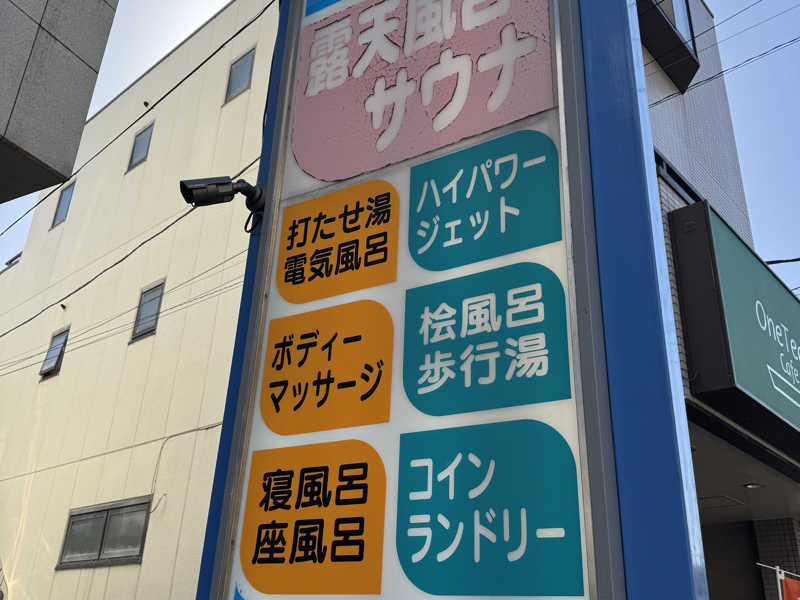 露天風呂
サウナ
打たせ湯
電気風呂
ハイパワー
ジェット
ボディー
マッサージ
桧風呂
歩行湯
寝風呂
座風呂
コイン
ランドリー
Cafe